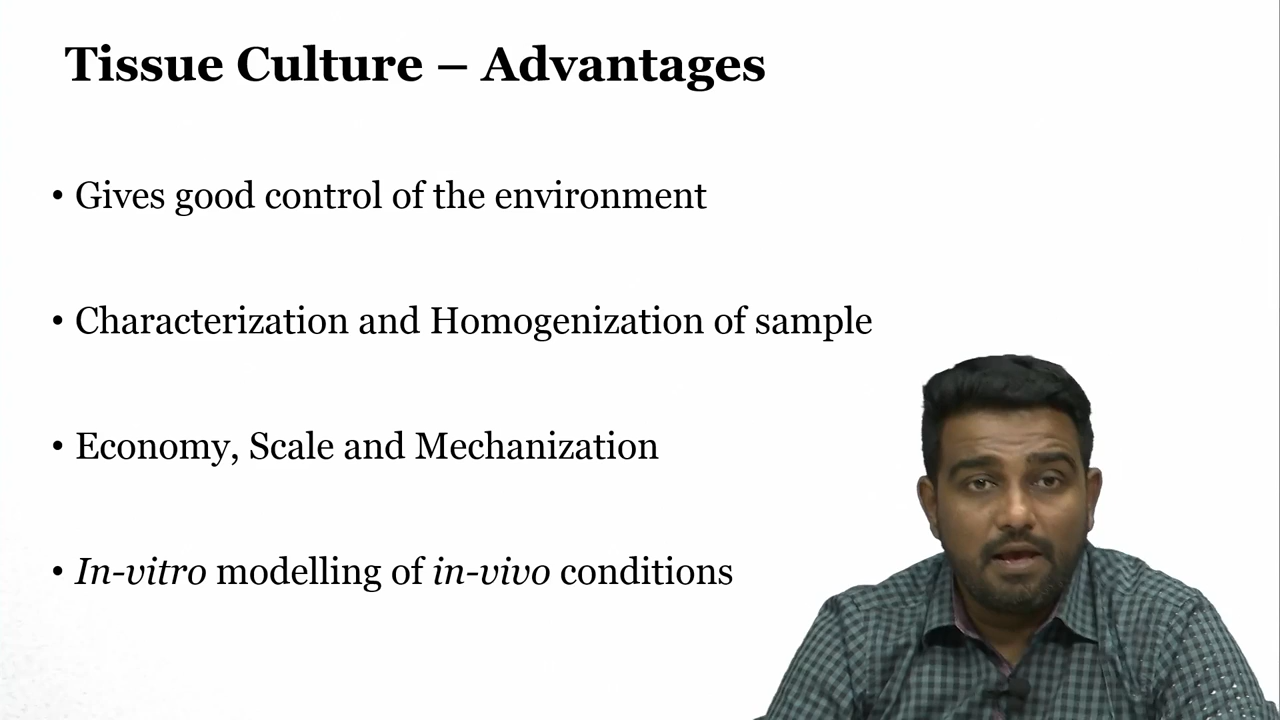 Tissue Culture – Advantages
• Gives good control of the environment
• Characterization and Homogenization of sample
• Economy, Scale and Mechanization
• In-vitro modelling of in-vivo conditions